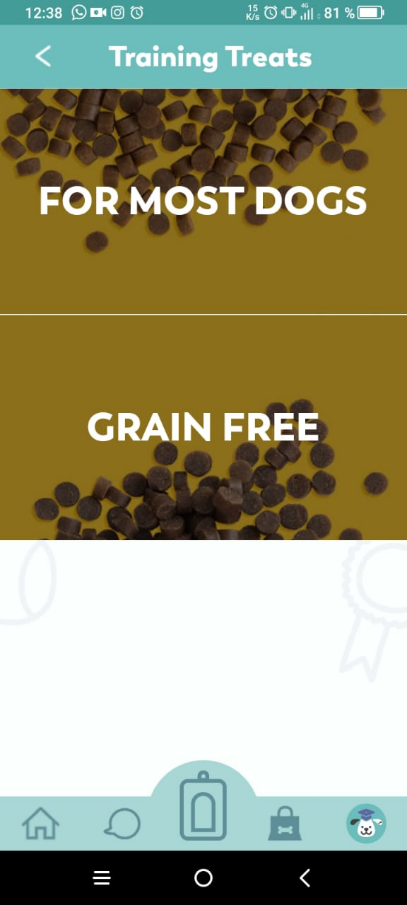 12:38 15 K/s 4G 81 %
Training Treats
FOR MOST DOGS
GRAIN FREE